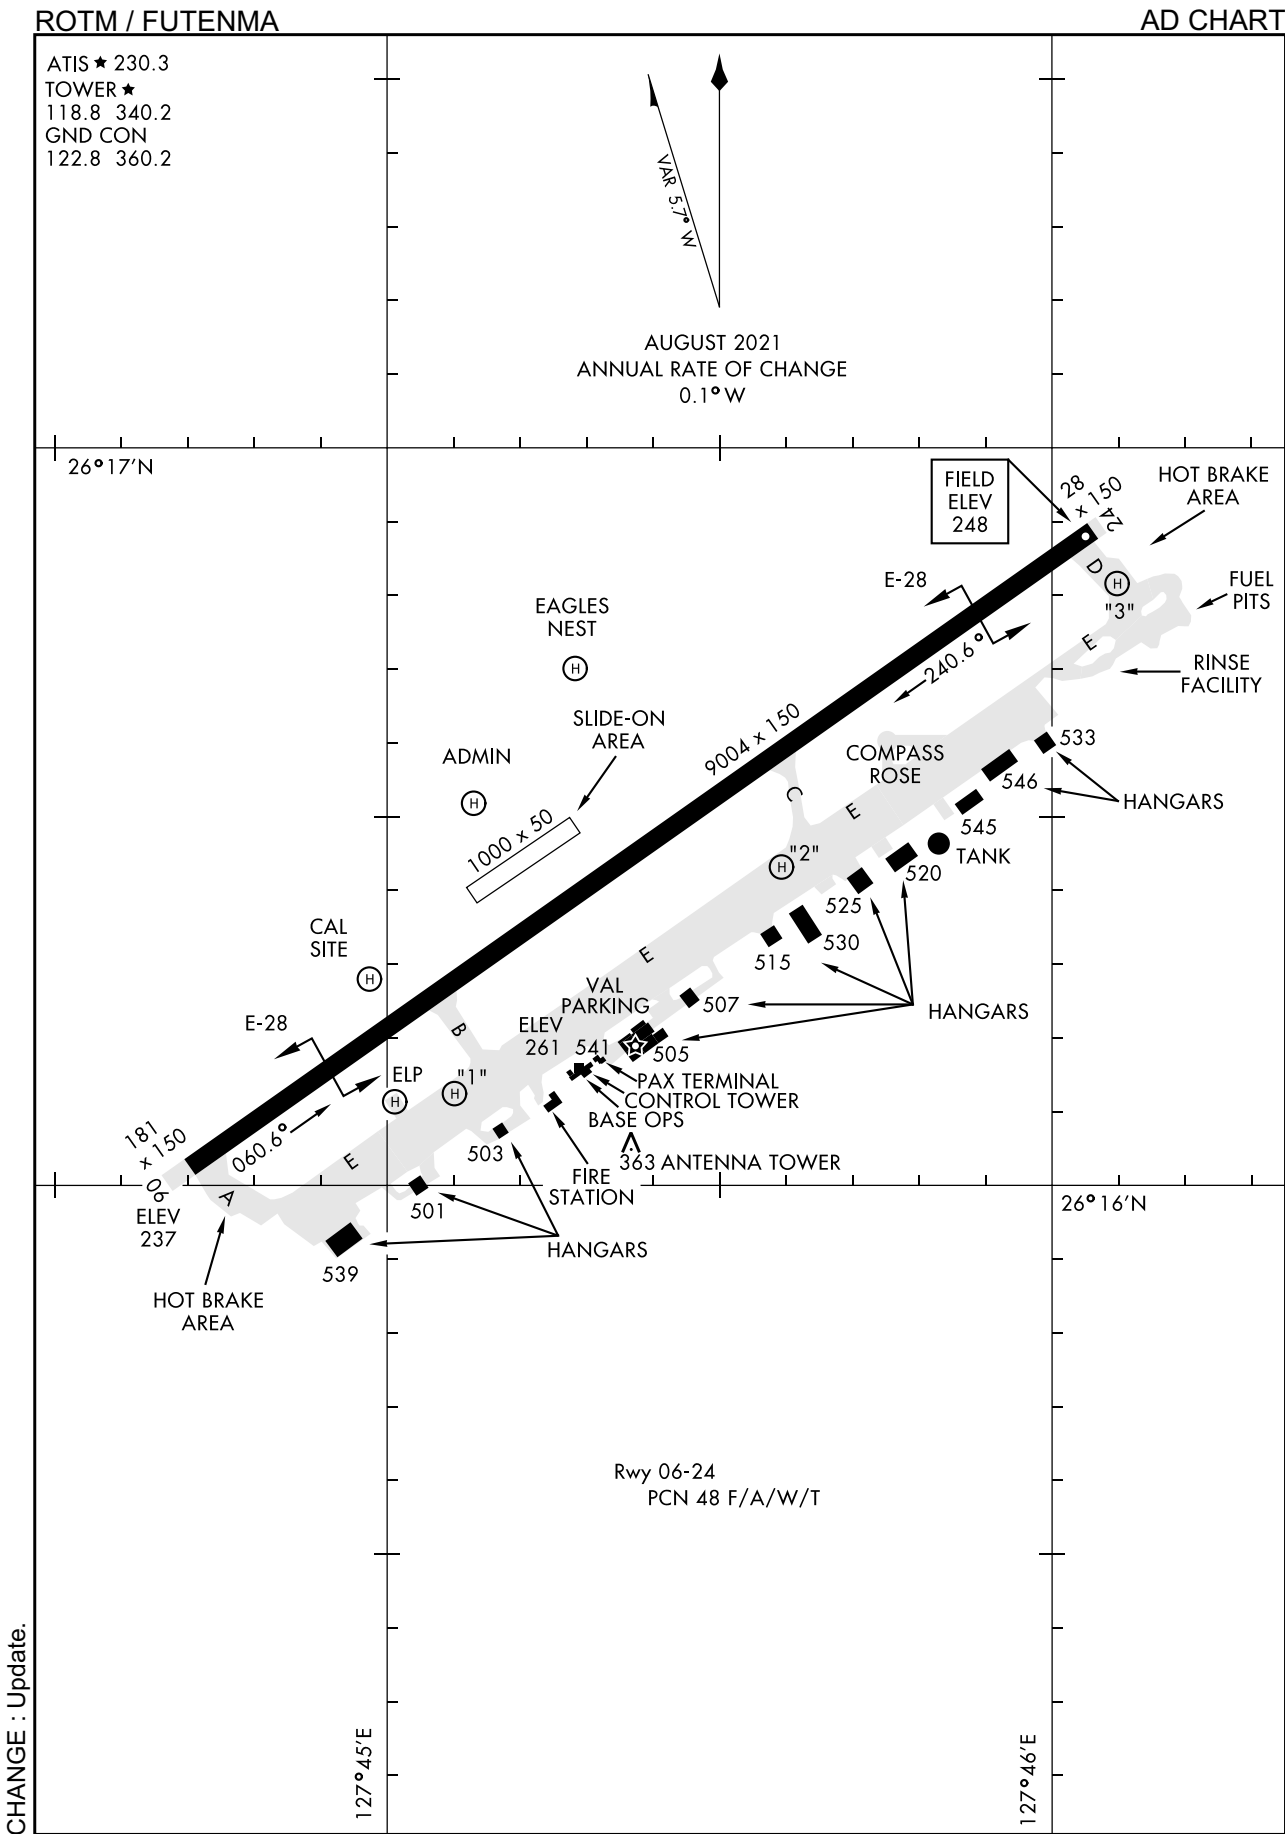 ROTM / FUTENMA
AD CHART
ATIS ★ 230.3
TOWER ★
118.8 340.2
GND CON
122.8 360.2
VAR 5.7° W
AUGUST 2021
ANNUAL RATE OF CHANGE
0.1° W
26°17'N
FIELD
ELEV
248
28
x 150
24
HOT BRAKE
AREA
D
H
"3"
FUEL
PITS
E-28
E
RINSE
FACILITY
240.6°
EAGLES
NEST
H
SLIDE-ON
AREA
9004 x 150
ADMIN
H
1000 x 50
COMPASS
ROSE
C
E
533
546
HANGARS
545
TANK
520
"2"
H
525
530
515
CAL
SITE
H
E
VAL
PARKING
507
HANGARS
E-28
B
ELEV
261
541
505
ELP
H
"1"
H
PAX TERMINAL
CONTROL TOWER
BASE OPS
363 ANTENNA TOWER
060.6°
181
x 150
06
ELEV
237
A
E
503
FIRE
STATION
501
HANGARS
539
HOT BRAKE
AREA
26°16'N
Rwy 06-24
PCN 48 F/A/W/T
127°45'E
127°46'E
CHANGE : Update.